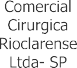 Comercial
Cirurgica
Rioclarense
Ltda- SP